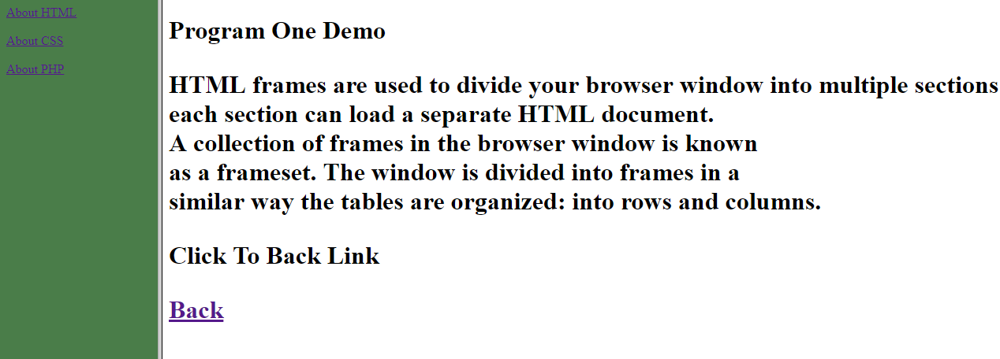 About HTML
About CSS
About PHP
Program One Demo
HTML frames are used to divide your browser window into multiple sections
each section can load a separate HTML document.
A collection of frames in the browser window is known
as a frameset. The window is divided into frames in a
similar way the tables are organized: into rows and columns.
Click To Back Link
Back